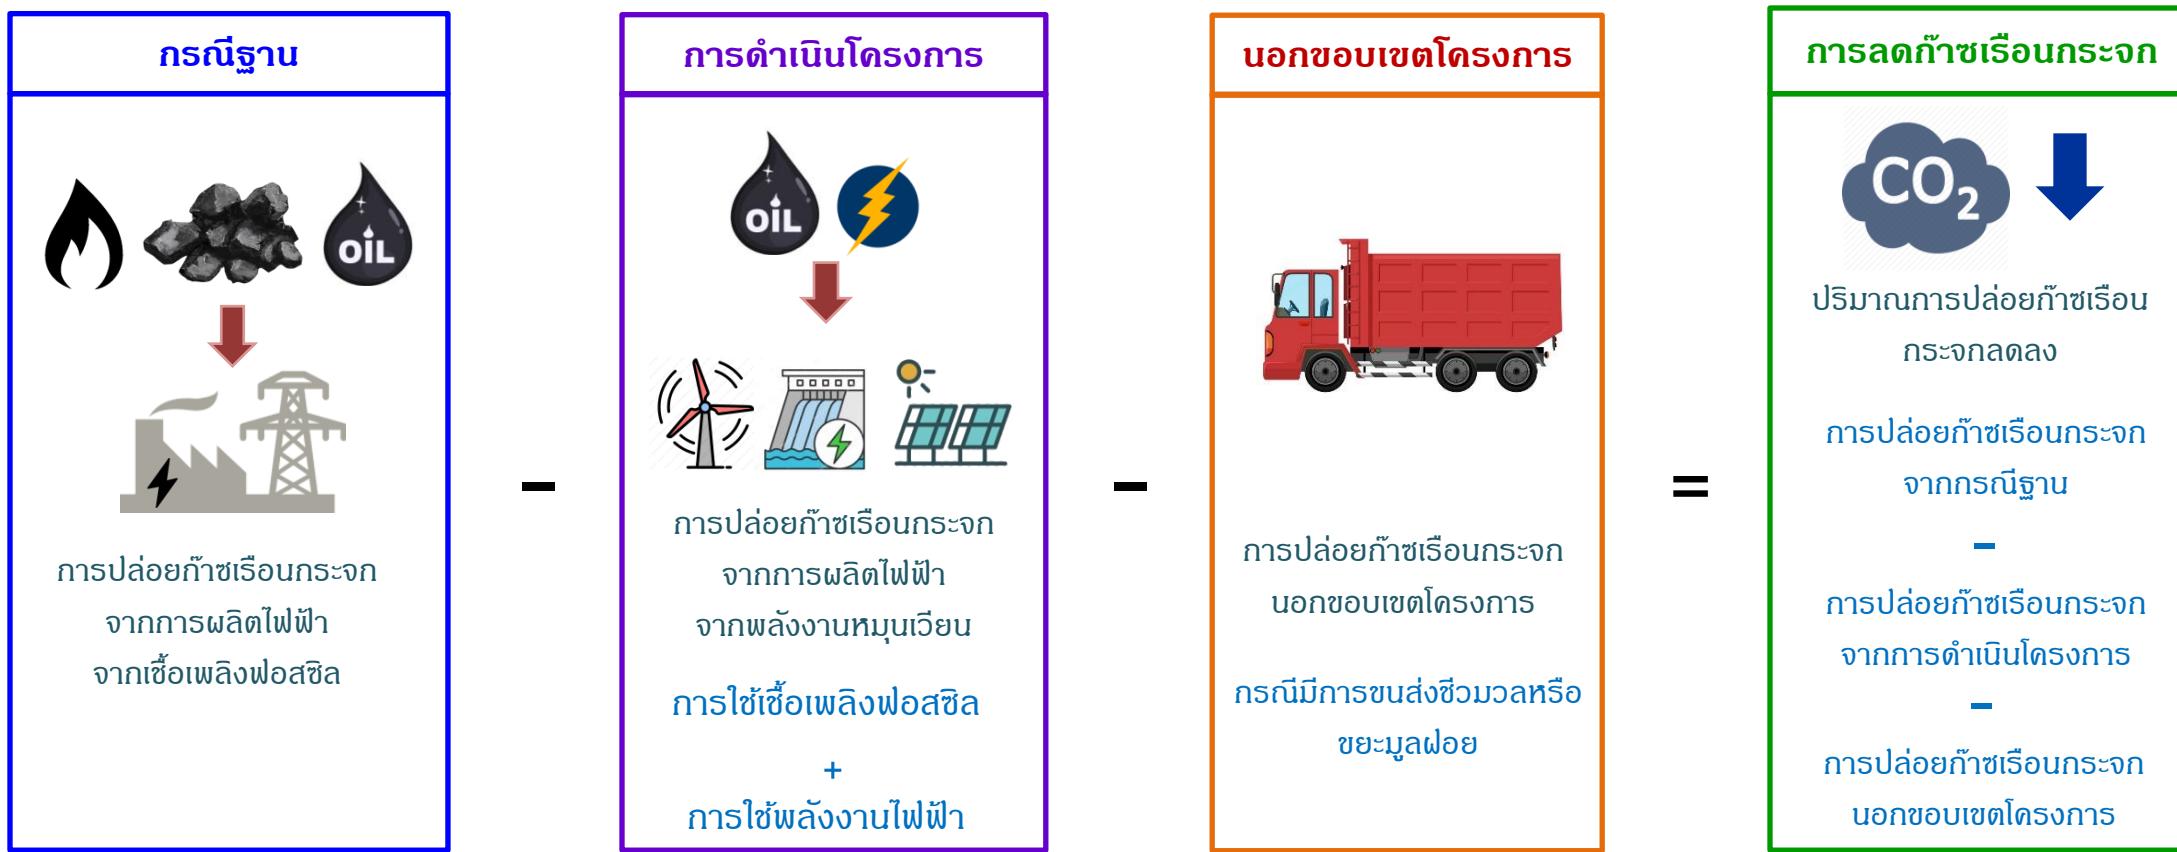 กรณีฐาน
OIL
การปล่อยก๊าซเรือนกระจก
จากการผลิตไฟฟ้า
จากเชื้อเพลิงฟอสซิล
-
การดำเนินโครงการ
OIL
การปล่อยก๊าซเรือนกระจก
จากการผลิตไฟฟ้า
จากพลังงานหมุนเวียน
การใช้เชื้อเพลิงฟอสซิล
+
การใช้พลังงานไฟฟ้า
-
นอกขอบเขตโครงการ
การปล่อยก๊าซเรือนกระจก
นอกขอบเขตโครงการ
กรณีมีการขนส่งชีวมวลหรือ
ขยะมูลฝอย
=
การลดก๊าซเรือนกระจก
CO₂
ปริมาณการปล่อยก๊าซเรือน
กระจกลดลง
การปล่อยก๊าซเรือนกระจก
จากกรณีฐาน
-
การปล่อยก๊าซเรือนกระจก
จากการดำเนินโครงการ
-
การปล่อยก๊าซเรือนกระจก
นอกขอบเขตโครงการ